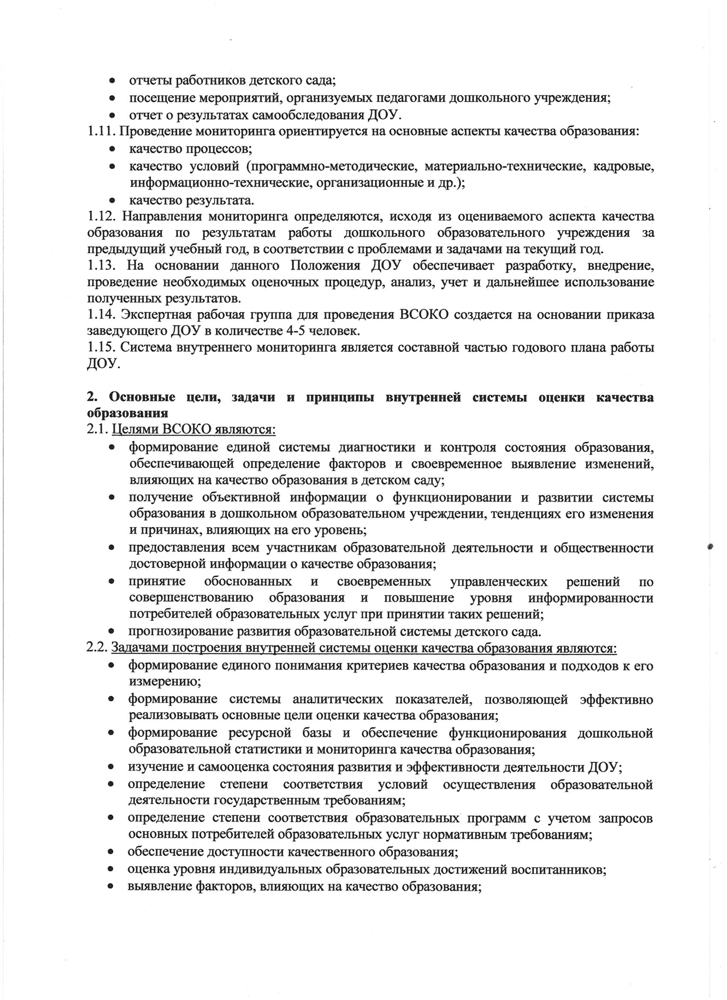 • отчеты работников детского сада;
• посещение мероприятий, организуемых педагогами дошкольного учреждения;
• отчет о результатах самообследования ДОУ.
1.11. Проведение мониторинга ориентируется на основные аспекты качества образования:
• качество процессов;
• качество условий (программно-методические, материально-технические, кадровые,
информационно-технические, организационные и др.);
• качество результата.
1.12. Направления мониторинга определяются, исходя из оцениваемого аспекта качества
образования по результатам работы дошкольного образовательного учреждения за
предыдущий учебный год, в соответствии с проблемами и задачами на текущий год.
1.13. На основании данного Положения ДОУ обеспечивает разработку, внедрение,
проведение необходимых оценочных процедур, анализ, учет и дальнейшее использование
полученных результатов.
1.14. Экспертная рабочая группа для проведения ВСОКО создается на основании приказа
заведующего ДОУ в количестве 4-5 человек.
1.15. Система внутреннего мониторинга является составной частью годового плана работы
ДОУ.
2. Основные цели, задачи и принципы внутренней системы оценки качества
образования
2.1. Целями ВСОКО являются:
• формирование единой системы диагностики и контроля состояния образования,
обеспечивающей определение факторов и своевременное выявление изменений,
влияющих на качество образования в детском саду;
• получение объективной информации о функционировании и развитии системы
образования в дошкольном образовательном учреждении, тенденциях его изменения
и причинах, влияющих на его уровень;
• предоставления всем участникам образовательной деятельности и общественности
достоверной информации о качестве образования;
• принятие обоснованных и своевременных управленческих решений по
совершенствованию образования и повышение уровня информированности
потребителей образовательных услуг при принятии таких решений;
• прогнозирование развития образовательной системы детского сада.
2.2. Задачами построения внутренней системы оценки качества образования являются:
• формирование единого понимания критериев качества образования и подходов к его
измерению;
• формирование системы аналитических показателей, позволяющей эффективно
реализовывать основные цели оценки качества образования;
• формирование ресурсной базы и обеспечение функционирования дошкольной
образовательной статистики и мониторинга качества образования;
• изучение и самооценка состояния развития и эффективности деятельности ДОУ;
• определение степени соответствия условий осуществления образовательной
деятельности государственным требованиям;
• определение степени соответствия образовательных программ с учетом запросов
основных потребителей образовательных услуг нормативным требованиям;
• обеспечение доступности качественного образования;
• оценка уровня индивидуальных образовательных достижений воспитанников;
• выявление факторов, влияющих на качество образования;